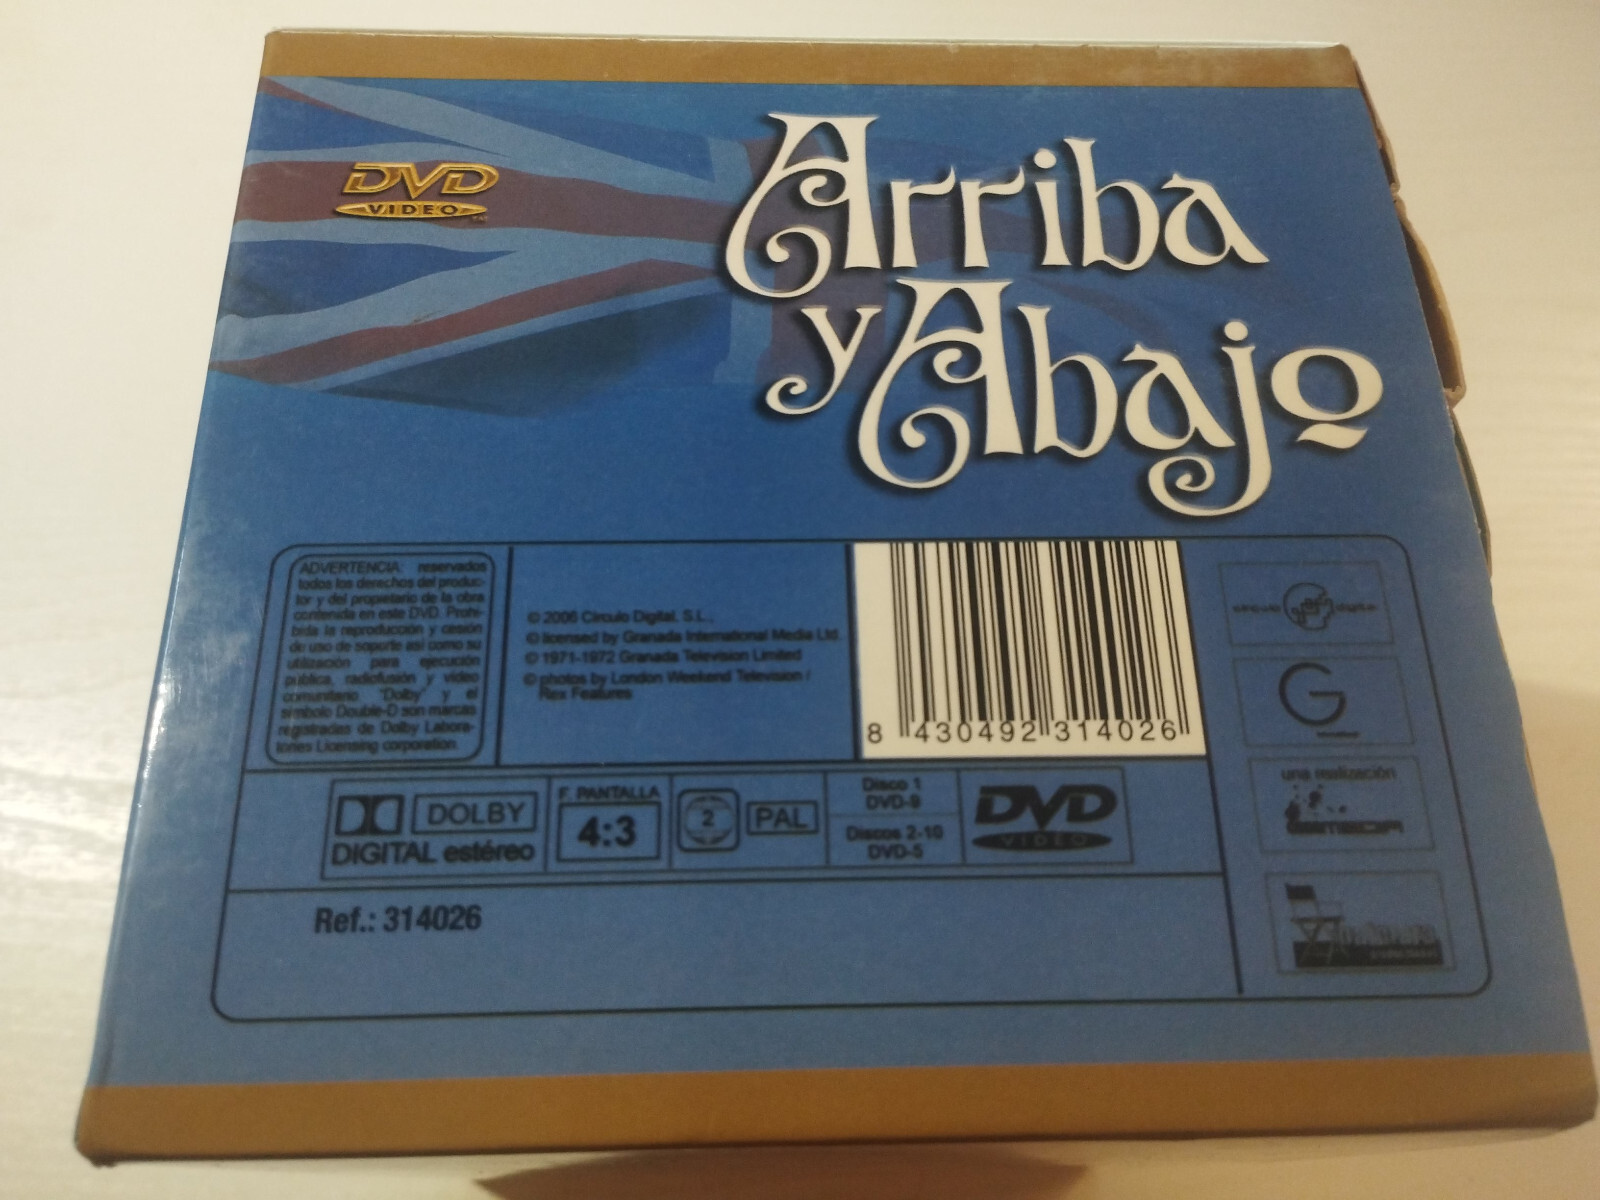 DVD
VIDEO
TM
Arriba
y Abajo
ADVERTENCIA: reservados
todos los derechos del produc-
tor y del propietario de la obra
contenida en este DVD. Prohi-
bida la reproducción y cesión
de uso de soporte así como su
utilización para ejecución
pública, radiofusión y vídeo
comunitario "Dolby" y el
símbolo Double-D son marcas
registradas de Dolby Labora-
tories Licensing corporation.
© 2006 Círculo Digital, S.L.,
© licensed by Granada International Media Ltd.
© 1971-1972 Granada Television Limited
© photos by London Weekend Television /
Rex Features
8 430492 314026
círculo digital
G
una realización
DOLBY
DIGITAL estéreo
F. PANTALLA
4:3
2
PAL
Disco 1
DVD-9
Discos 2-10
DVD-5
DVD
VIDEO
Ref.: 314026